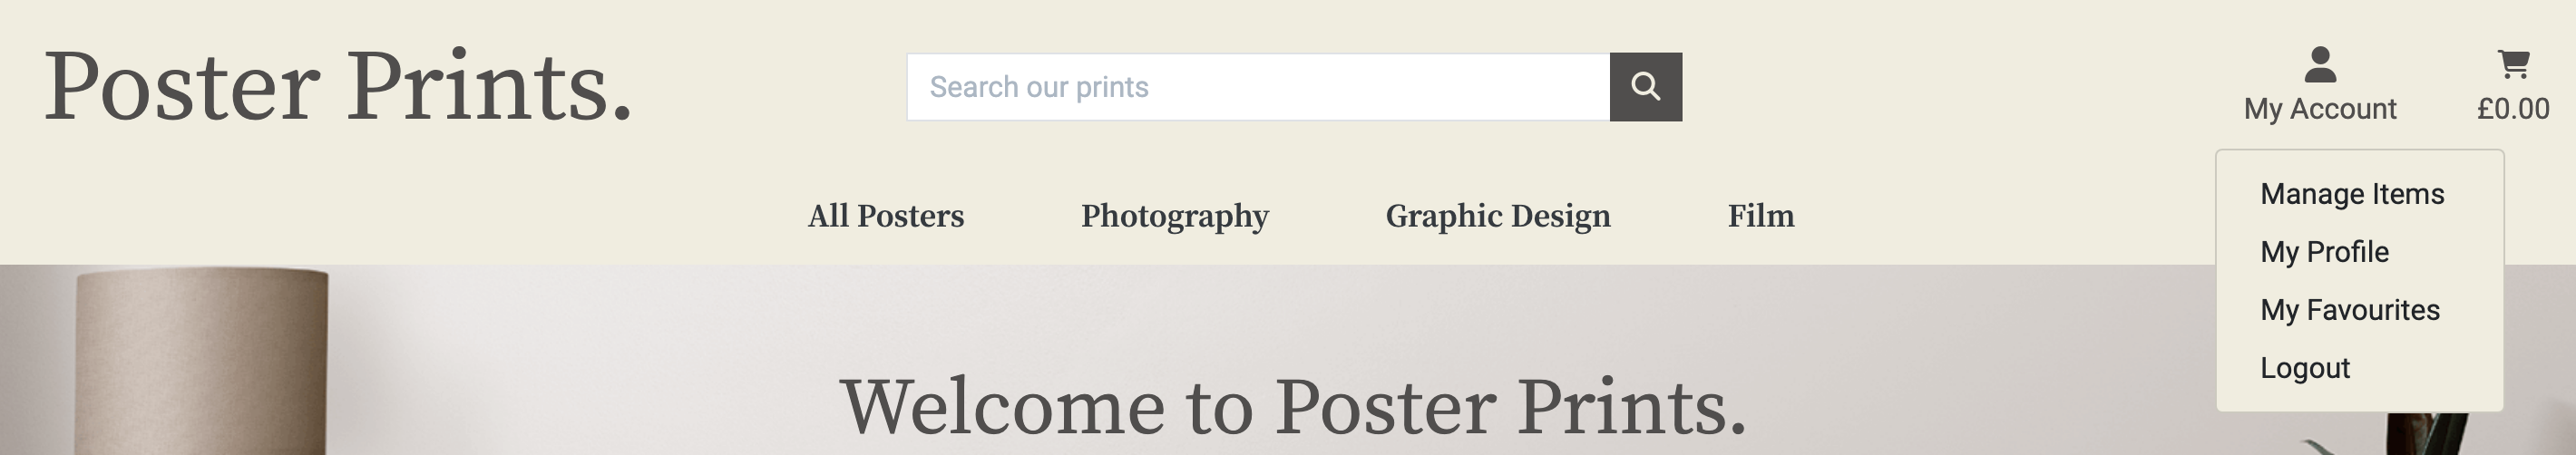 Poster Prints.
Search our prints
My Account
£0.00
All Posters
Photography
Graphic Design
Film
Manage Items
My Profile
My Favourites
Logout
Welcome to Poster Prints.